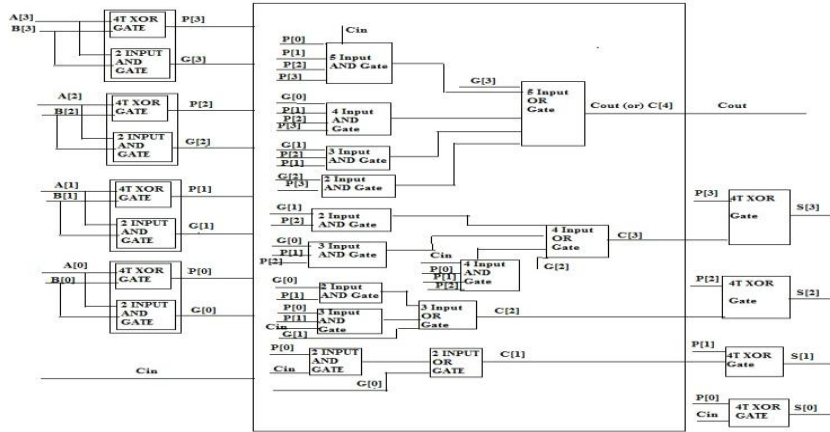 A[3]
B[3]
4T XOR
GATE
P[3]
2 INPUT
AND
GATE
G[3]
A[2]
B[2]
4T XOR
GATE
P[2]
2 INPUT
AND
GATE
G[2]
A[1]
B[1]
4T XOR
GATE
P[1]
2 INPUT
AND
GATE
G[1]
A[0]
B[0]
4T XOR
GATE
P[0]
2 INPUT
AND
GATE
G[0]
Cin
Cin
P[0]
P[1]
P[2]
P[3]
5 Input
AND Gate
G[0]
P[1]
P[2]
P[3]
4 Input
AND
Gate
G[1]
P[2]
P[3]
3 Input
AND Gate
G[2]
P[3]
2 Input
AND Gate
G[3]
5 Input
OR
Gate
Cout (or) C[4]
Cout
G[1]
P[2]
2 Input
AND Gate
G[0]
P[1]
P[2]
3 Input
AND Gate
Cin
P[0]
P[1]
P[2]
4 Input
AND
Gate
4 Input
OR
Gate
G[2]
C[3]
G[0]
P[1]
2 Input
AND Gate
P[0]
P[1]
Cin
3 Input
AND
Gate
G[1]
3 Input
OR
Gate
C[2]
P[0]
Cin
2 INPUT
AND
GATE
G[0]
2 INPUT
OR
GATE
C[1]
P[3]
4T XOR
Gate
S[3]
P[2]
4T XOR
Gate
S[2]
P[1]
4T XOR
Gate
S[1]
P[0]
Cin
4T XOR
GATE
S[0]